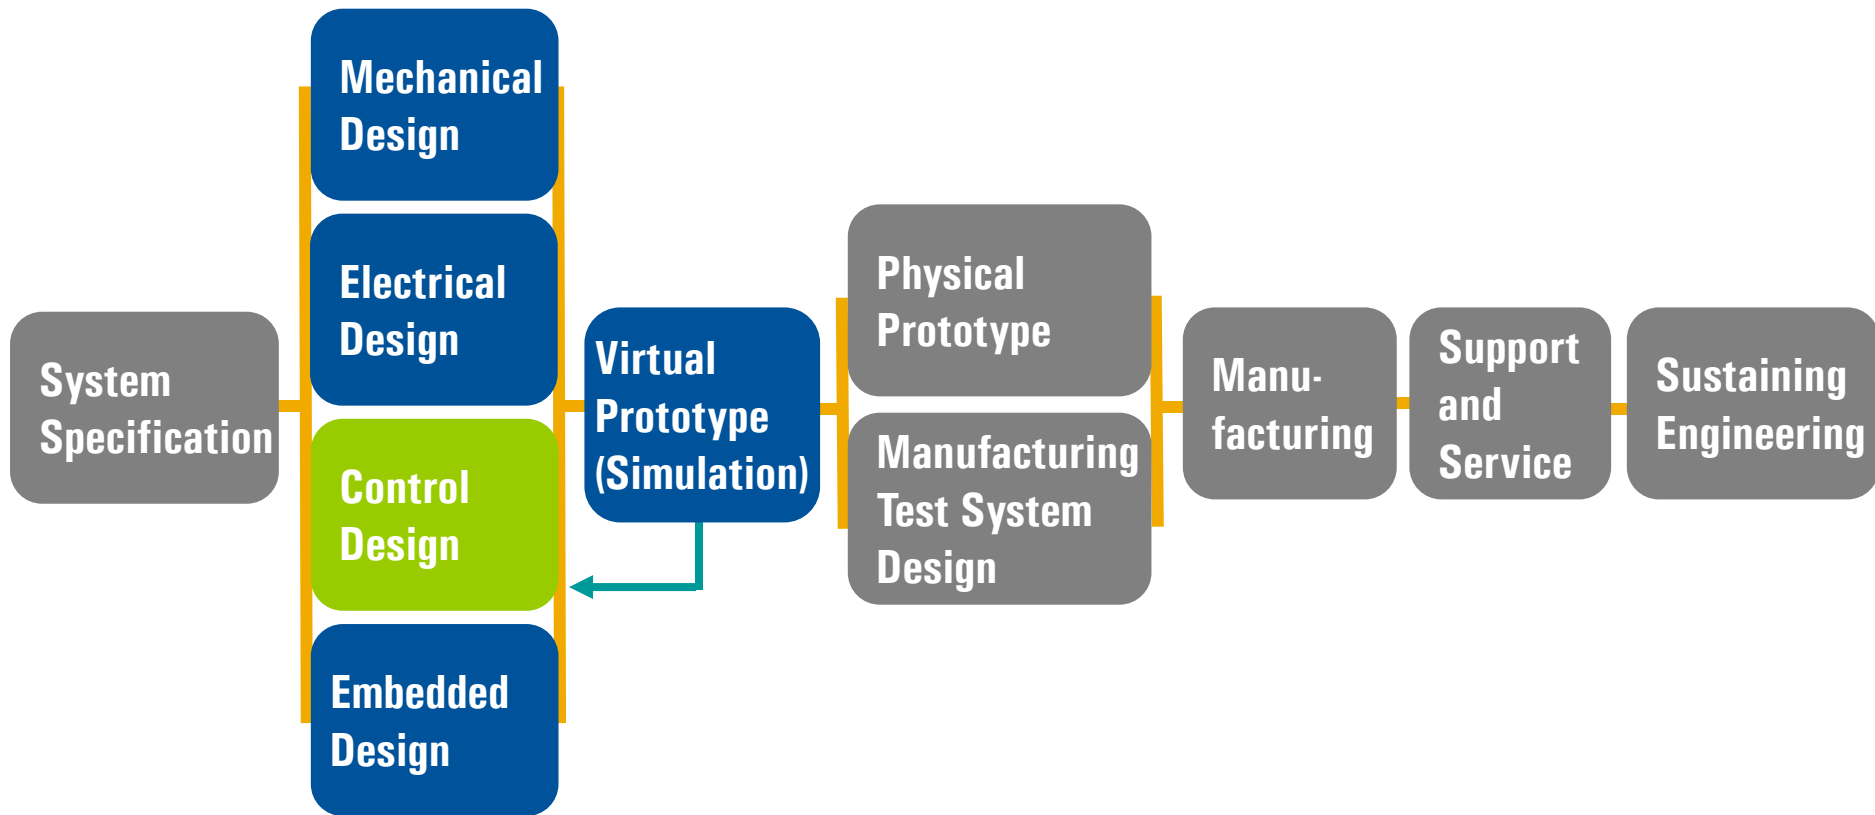 System
Specification
Mechanical
Design
Electrical
Design
Control
Design
Embedded
Design
Virtual
Prototype
(Simulation)
Physical
Prototype
Manufacturing
Test System
Design
Manu-
facturing
Support
and
Service
Sustaining
Engineering